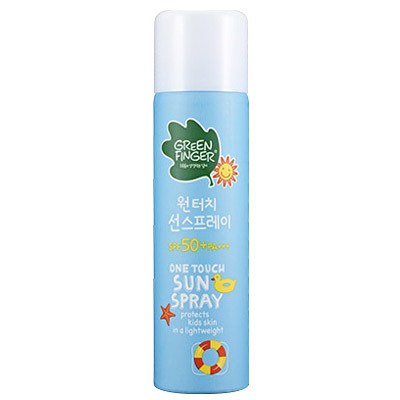 GREEN
FINGER®
원터치
선스프레이
SPF50+PA+++
ONE TOUCH
SUN
SPRAY
protects
kids skin
in a lightweight